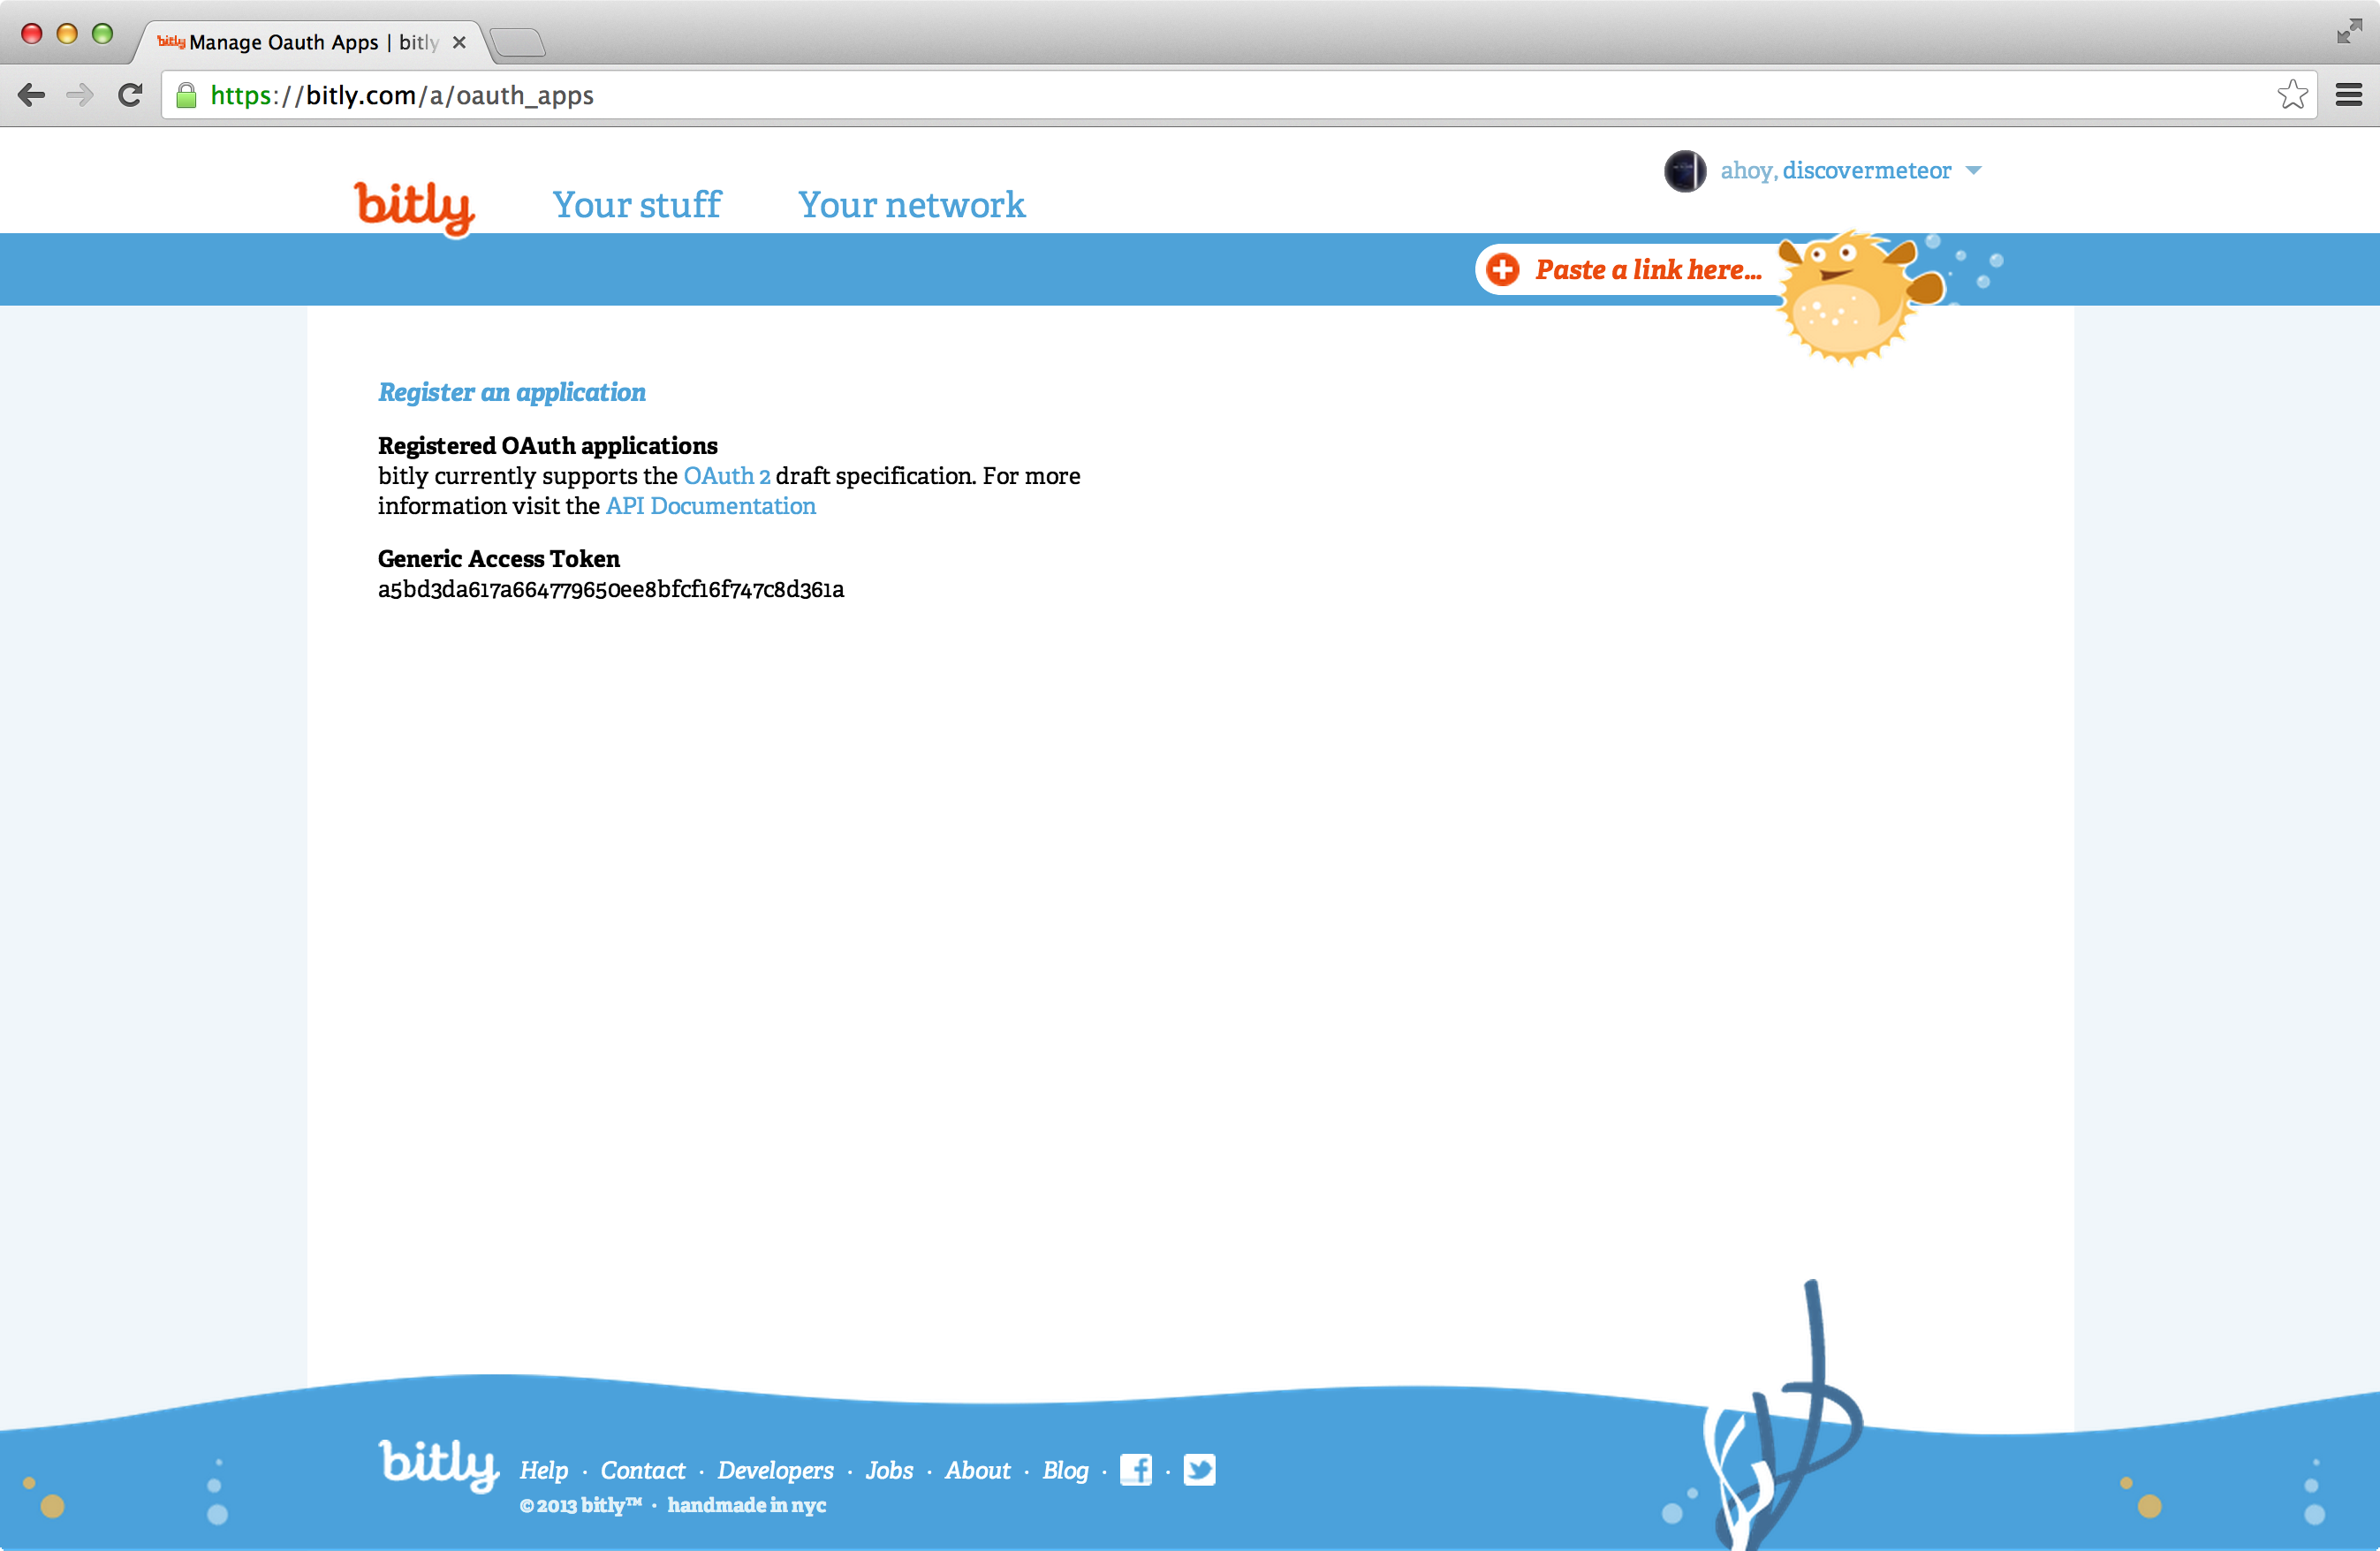 bitly Manage Oauth Apps | bitly
https://bitly.com/a/oauth_apps
ahoy, discovermeteor
bitly Your stuff Your network
Paste a link here...
Register an application
Registered OAuth applications
bitly currently supports the OAuth 2 draft specification. For more
information visit the API Documentation
Generic Access Token
a5bd3da617a664779650ee8bfcf16f747c8d361a
bitly Help · Contact · Developers · Jobs · About · Blog ·
© 2013 bitly™ · handmade in nyc